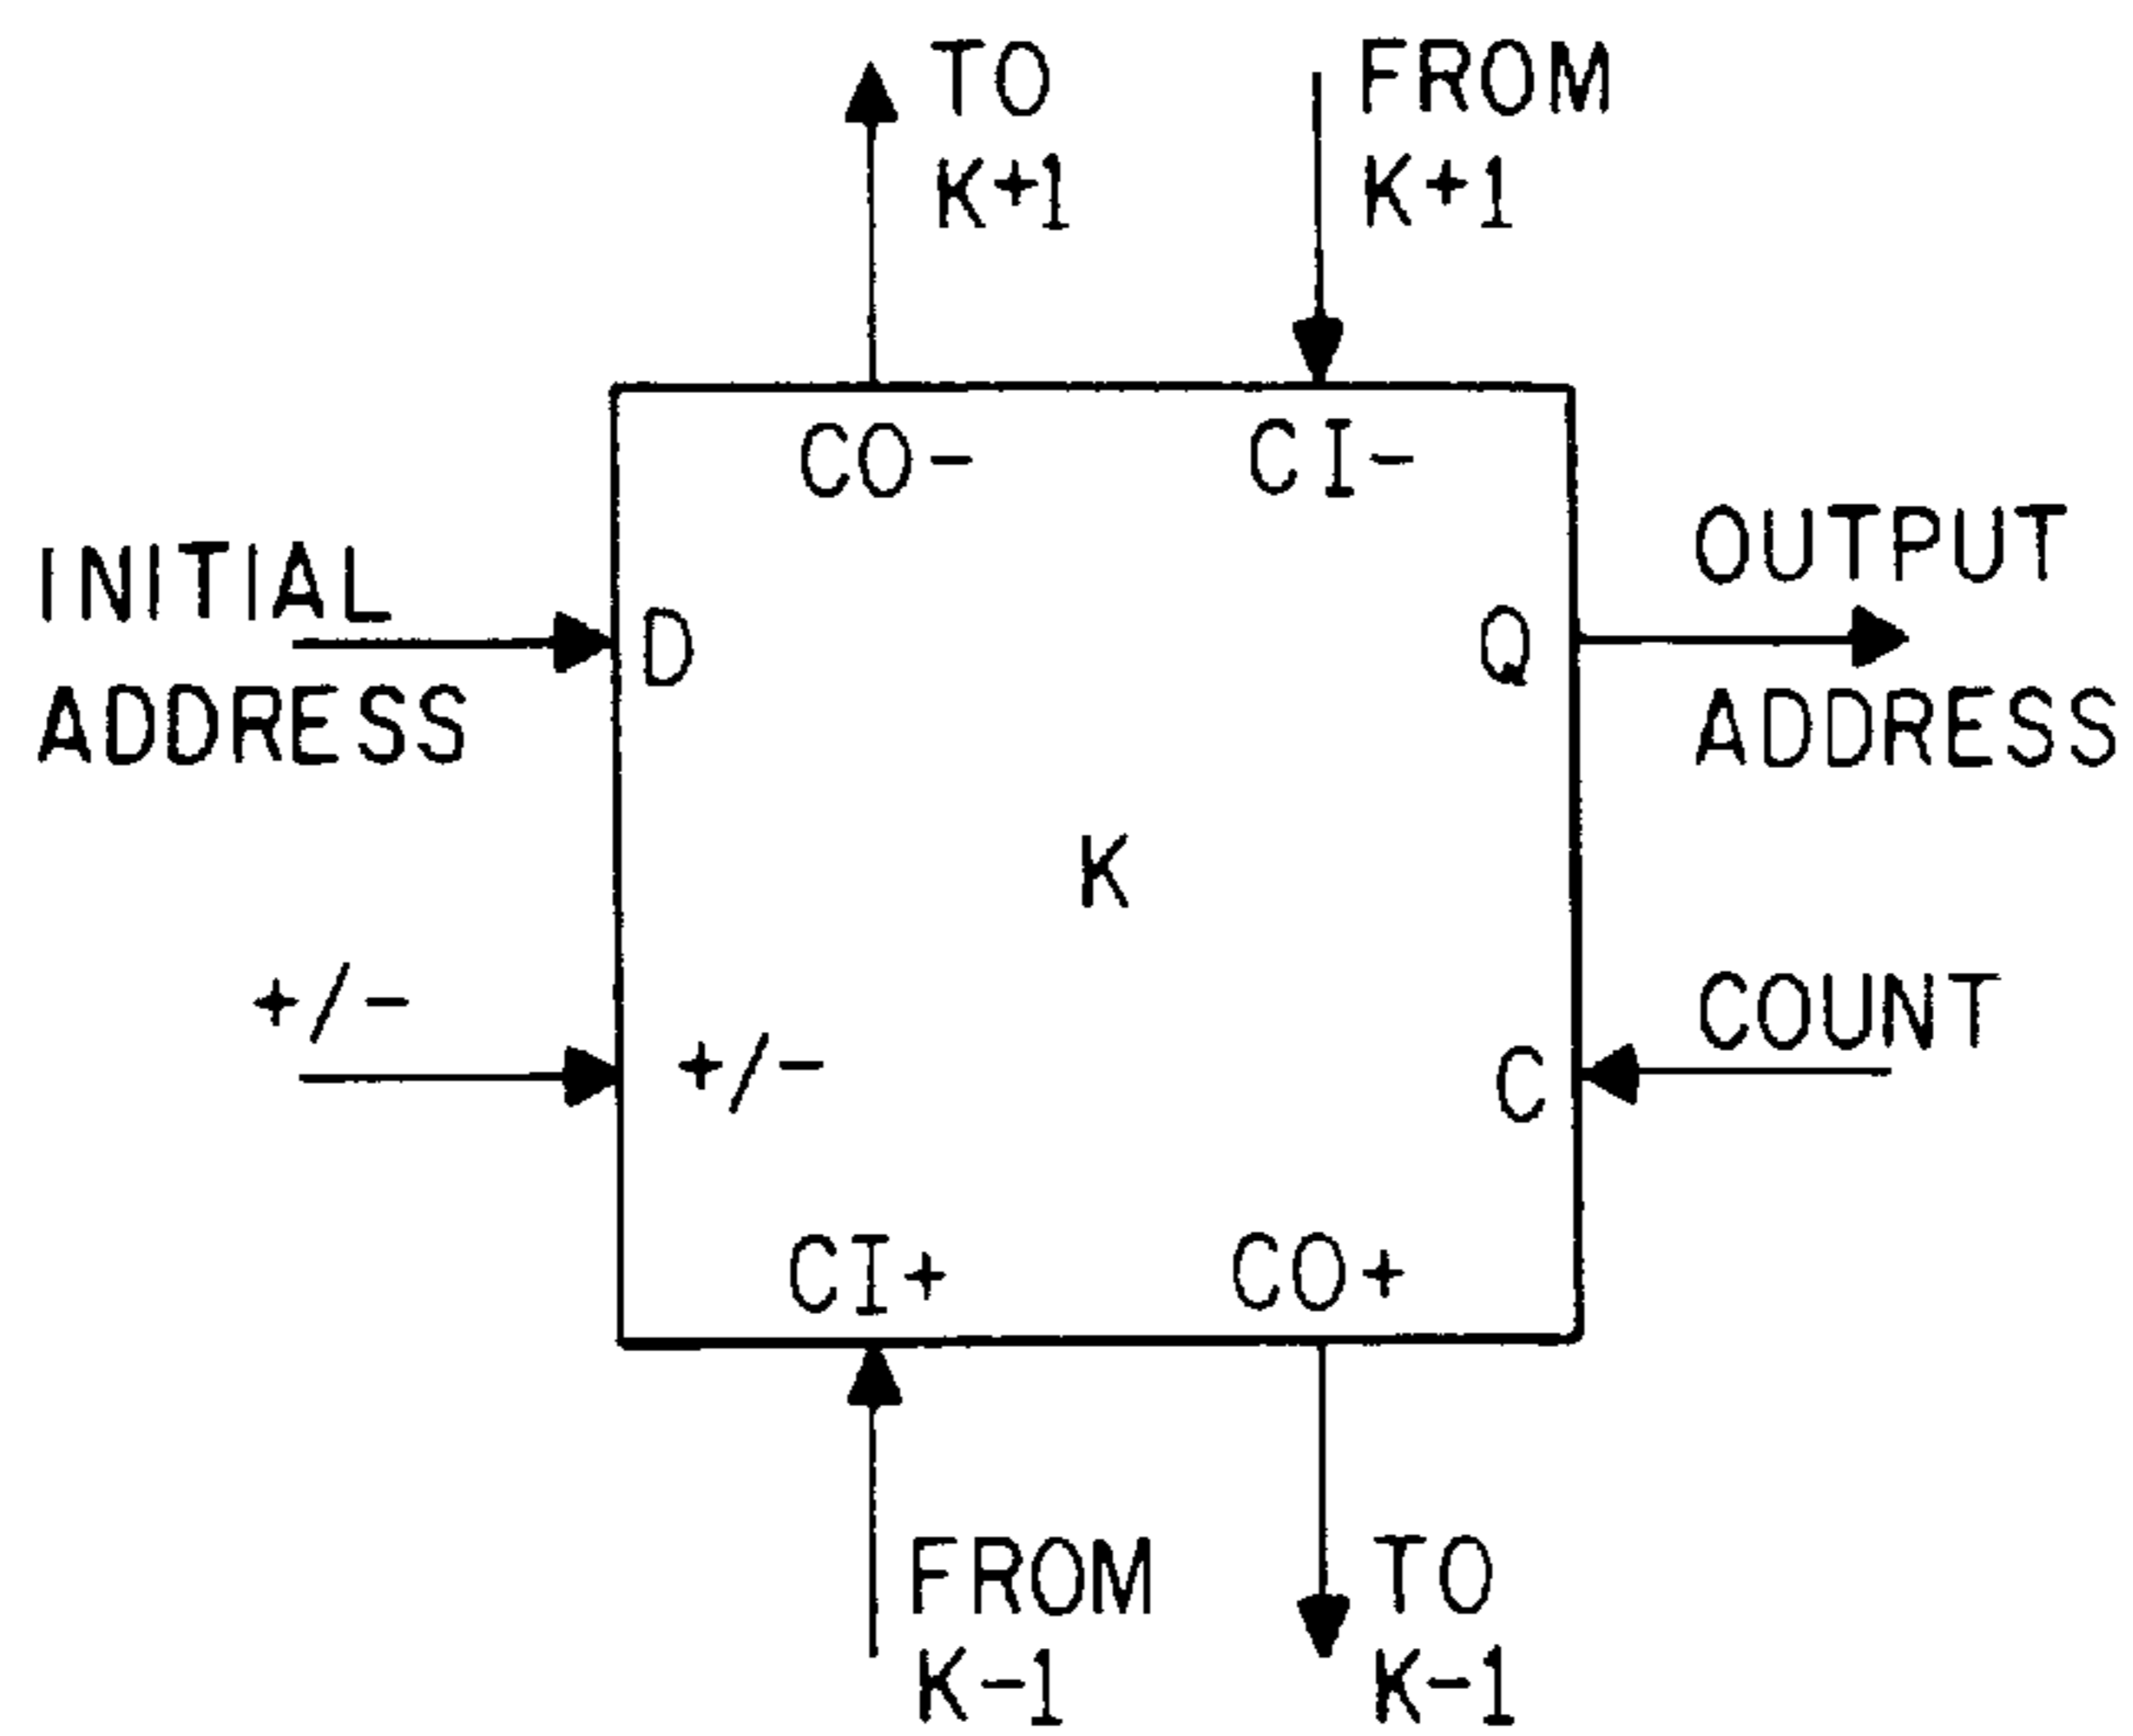 TO
K+1
FROM
K+1
CO-
CI-
INITIAL
ADDRESS
D
Q
OUTPUT
ADDRESS
K
+/-
+/-
COUNT
C
CI+
CO+
FROM
K-1
TO
K-1